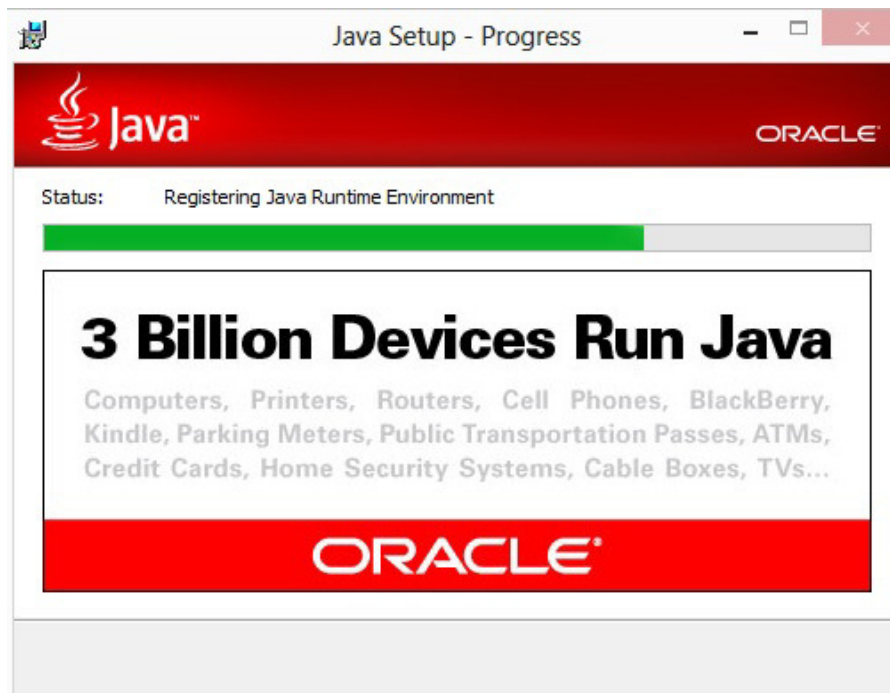 Java Setup - Progress
Java™
ORACLE®
Status: Registering Java Runtime Environment
3 Billion Devices Run Java
Computers, Printers, Routers, Cell Phones, BlackBerry,
Kindle, Parking Meters, Public Transportation Passes, ATMs,
Credit Cards, Home Security Systems, Cable Boxes, TVs...
ORACLE®